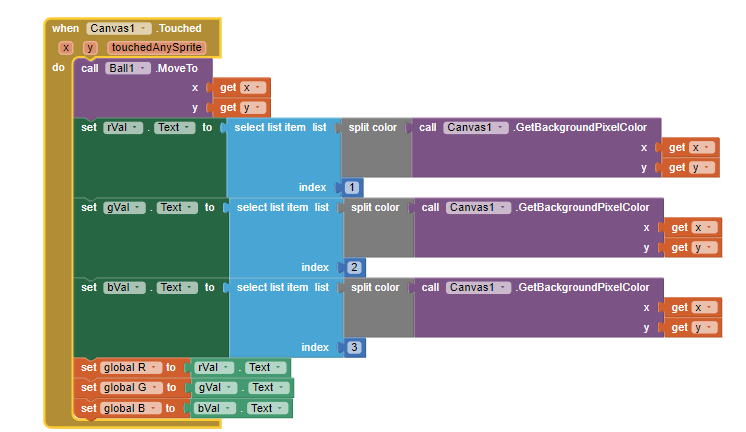 when Canvas1 .Touched
x y touchedAnySprite
do call Ball1 .MoveTo
x get x
y get y
set rVal . Text to select list item list split color call Canvas1 .GetBackgroundPixelColor
x get x
y get y
index 1
set gVal . Text to select list item list split color call Canvas1 .GetBackgroundPixelColor
x get x
y get y
index 2
set bVal . Text to select list item list split color call Canvas1 .GetBackgroundPixelColor
x get x
y get y
index 3
set global R to rVal . Text
set global G to gVal . Text
set global B to bVal . Text